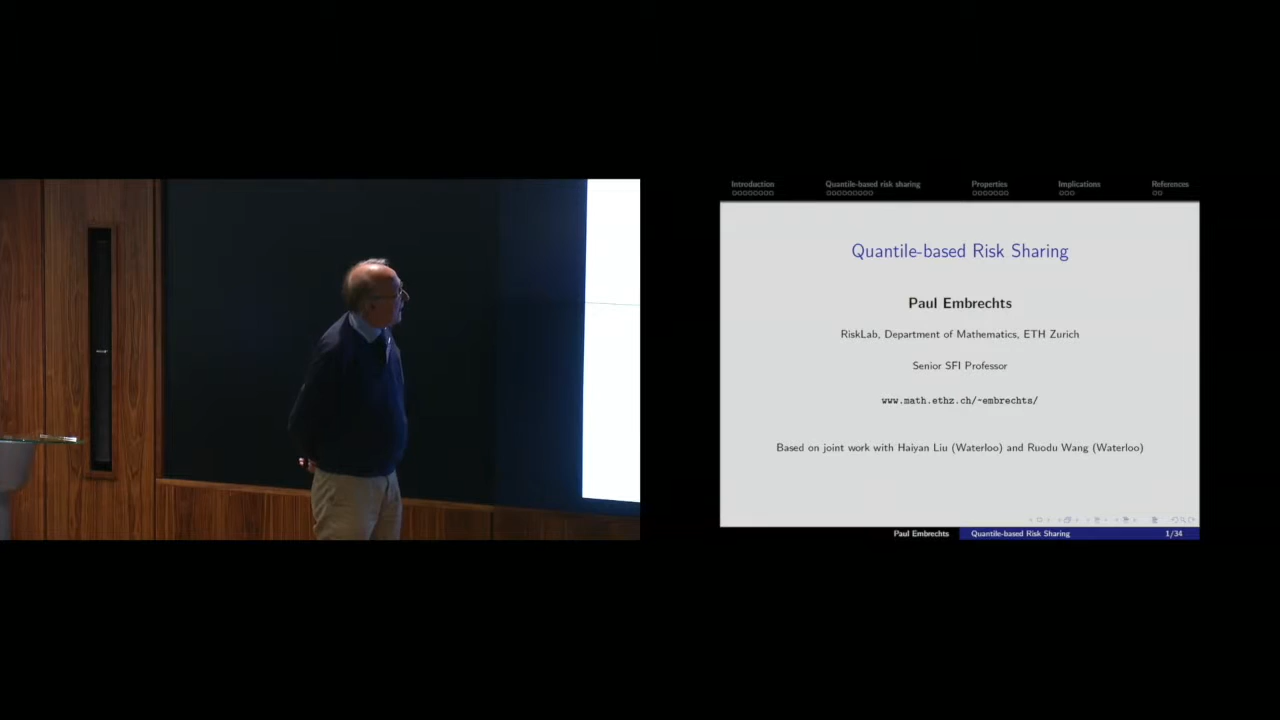 Introduction Quantile-based risk sharing Properties Implications References
Quantile-based Risk Sharing
Paul Embrechts
RiskLab, Department of Mathematics, ETH Zurich
Senior SFI Professor
www.math.ethz.ch/~embrechts/
Based on joint work with Haiyan Liu (Waterloo) and Ruodu Wang (Waterloo)
Paul Embrechts Quantile-based Risk Sharing 1/34